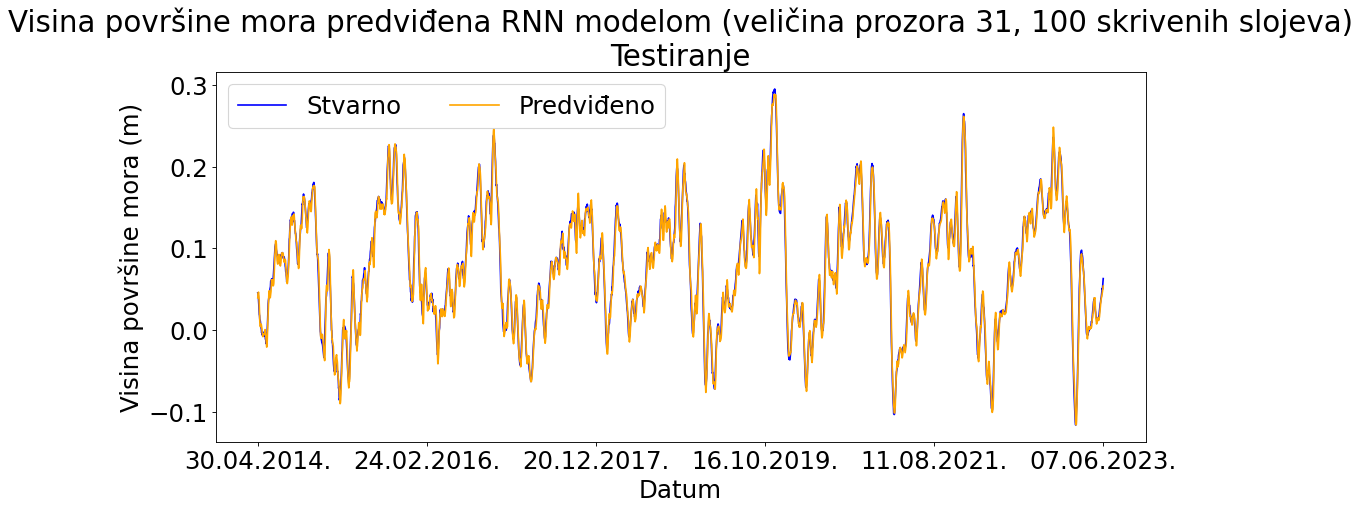 Visina površine mora predviđena RNN modelom (veličina prozora 31, 100 skrivenih slojeva)
Testiranje
Stvarno Predviđeno
Visina površine mora (m)
0.3
0.2
0.1
0.0
−0.1
30.04.2014. 24.02.2016. 20.12.2017. 16.10.2019. 11.08.2021. 07.06.2023.
Datum